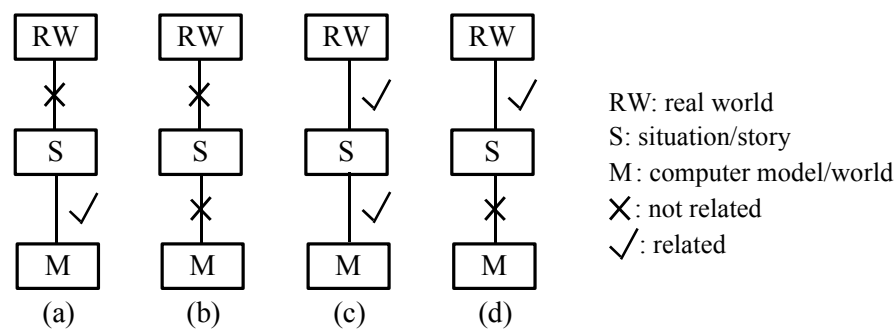 RW RW RW RW
S S S S
M M M M
(a) (b) (c) (d)
RW: real world
S: situation/story
M: computer model/world
✕: not related
✓: related